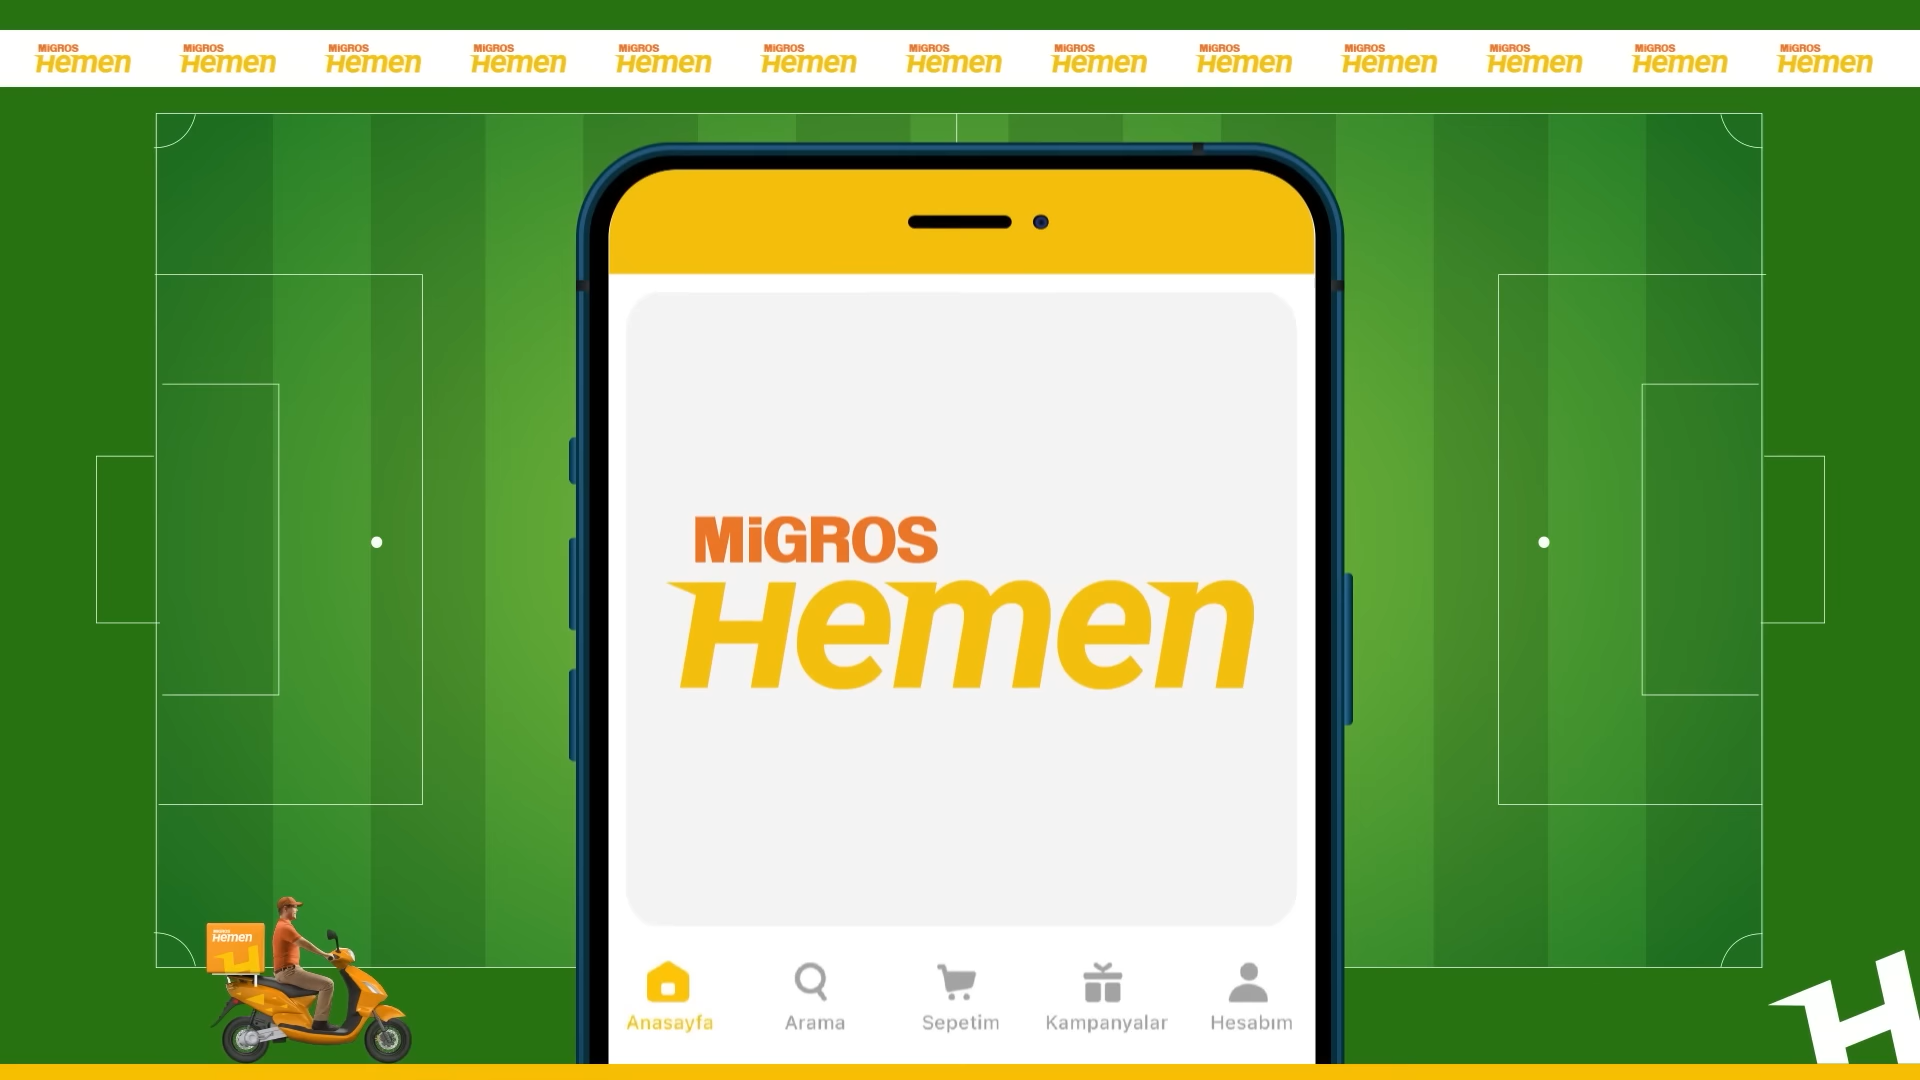 MiGROS MiGROS MiGROS MiGROS MiGROS MiGROS MiGROS MiGROS MiGROS MiGROS MiGROS MiGROS MiGROS
Hemen Hemen Hemen Hemen Hemen Hemen Hemen Hemen Hemen Hemen Hemen Hemen Hemen
MiGROS
Hemen
MiGROS
Hemen
H
Anasayfa Arama Sepetim Kampanyalar Hesabım
H